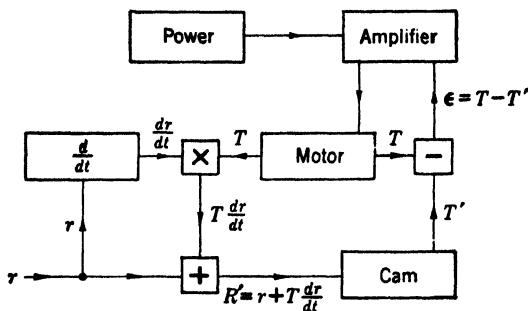 Power
Amplifier
ϵ = T − T′
dr/dt
T
T
d/dt
×
Motor
−
T dr/dt
T′
r
r
+
Cam
R′ = r + T dr/dt